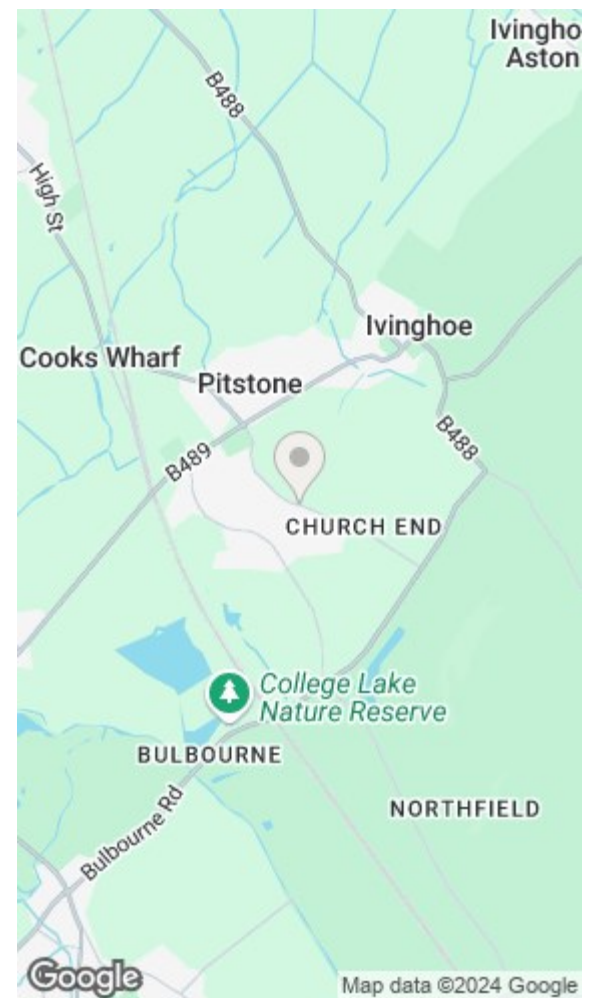 Ivingho
Aston
B488
High St
Ivinghoe
Cooks Wharf
Pitstone
B488
B489
CHURCH END
College Lake
Nature Reserve
BULBOURNE
NORTHFIELD
Bulbourne Rd
Google
Map data ©2024 Google